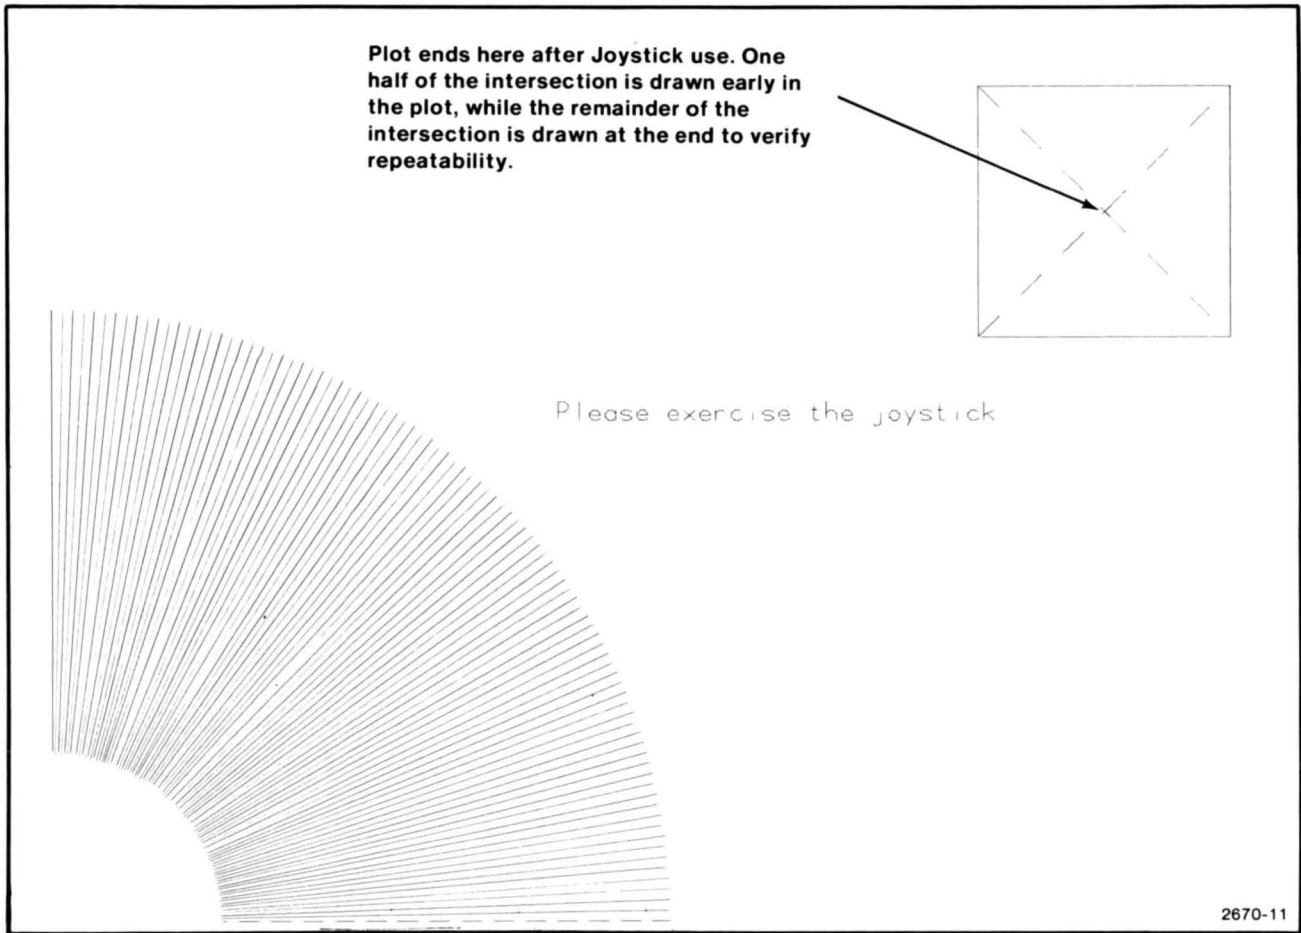 Plot ends here after Joystick use. One
half of the intersection is drawn early in
the plot, while the remainder of the
intersection is drawn at the end to verify
repeatability.
Please exercise the joystick
2670-11